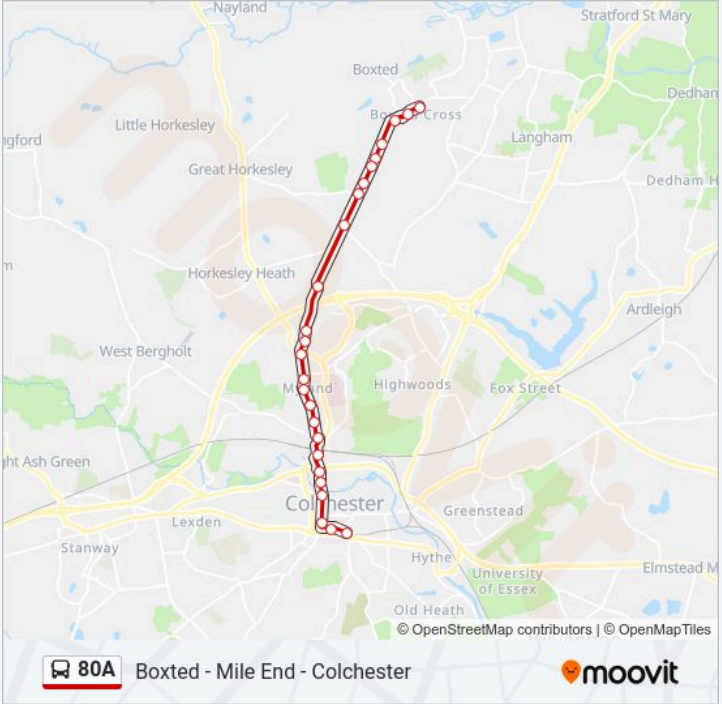 Nayland
Stratford St Mary
Boxted
Dedham
Cross
Little Horkesley
Langham
ngford
Great Horkesley
Dedham H
m
Horkesley Heath
Ardleigh
West Bergholt
Highwoods
Fox Street
ght Ash Green
Colchester
Greenstead
Lexden
Stanway
Hythe
University
of Essex
Elmstead M
Old Heath
© OpenStreetMap contributors | © OpenMapTiles
80A Boxted - Mile End - Colchester
moovit